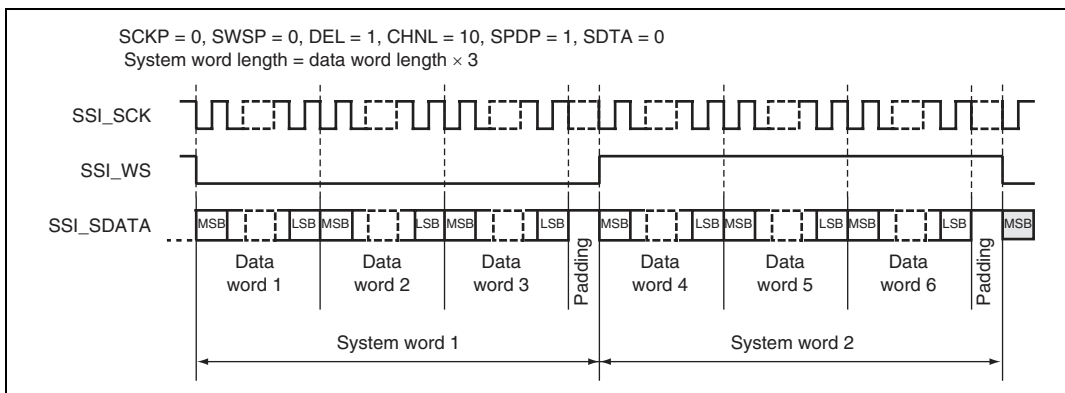 SCKP = 0, SWSP = 0, DEL = 1, CHNL = 10, SPDP = 1, SDTA = 0
System word length = data word length × 3
SSI_SCK
SSI_WS
SSI_SDATA
MSB LSB MSB LSB MSB LSB MSB LSB MSB LSB MSB LSB MSB
Data word 1
Data word 2
Data word 3
Padding
Data word 4
Data word 5
Data word 6
Padding
System word 1
System word 2